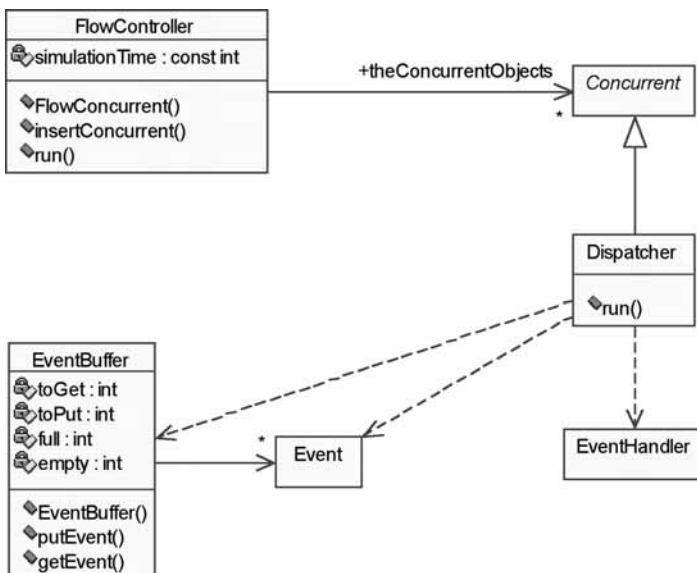 FlowController
simulationTime : const int
FlowConcurrent()
insertConcurrent()
run()
+theConcurrentObjects
*
Concurrent
Dispatcher
run()
EventBuffer
toGet : int
toPut : int
full : int
empty : int
EventBuffer()
putEvent()
getEvent()
*
Event
EventHandler